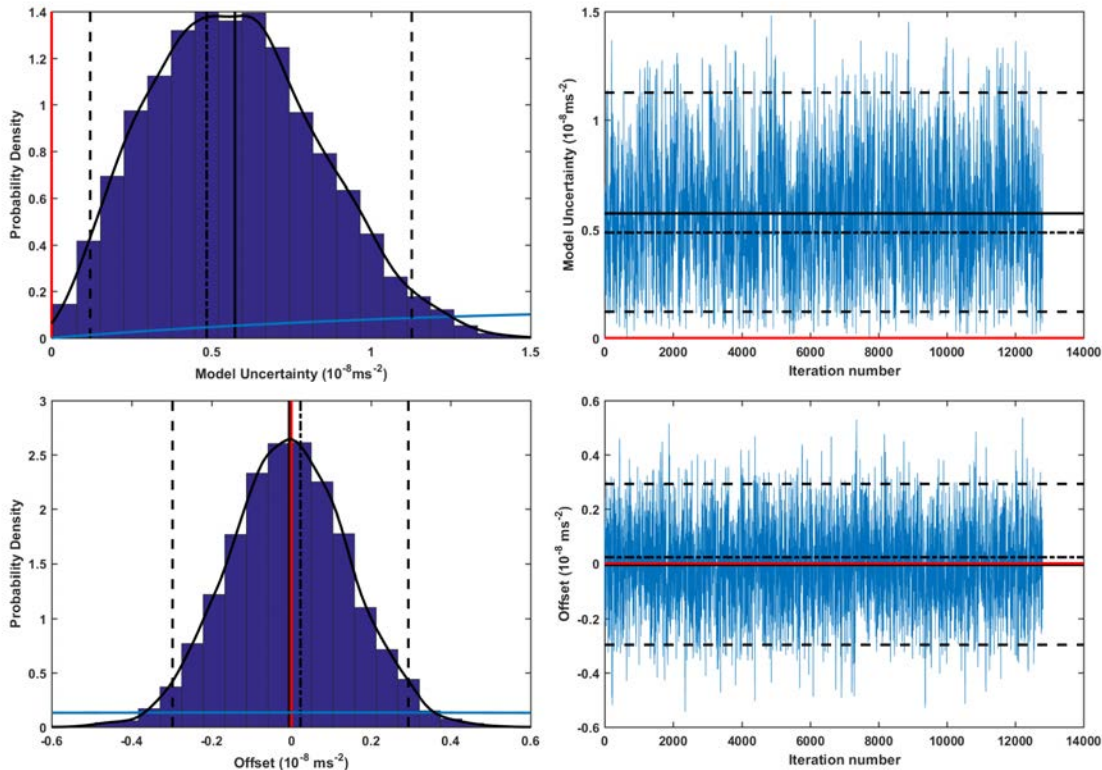 1.4
1.2
1
0.8
0.6
0.4
0.2
0
Probability Density
0 0.5 1 1.5
Model Uncertainty (10-8ms-2)
1.5
1
0.5
0
Model Uncertainty (10-8ms-2)
0 2000 4000 6000 8000 10000 12000 14000
Iteration number
3
2.5
2
1.5
1
0.5
0
Probability Density
-0.6 -0.4 -0.2 0 0.2 0.4 0.6
Offset (10-8 ms-2)
0.6
0.4
0.2
0
-0.2
-0.4
-0.6
Offset (10-8 ms-2)
0 2000 4000 6000 8000 10000 12000 14000
Iteration number